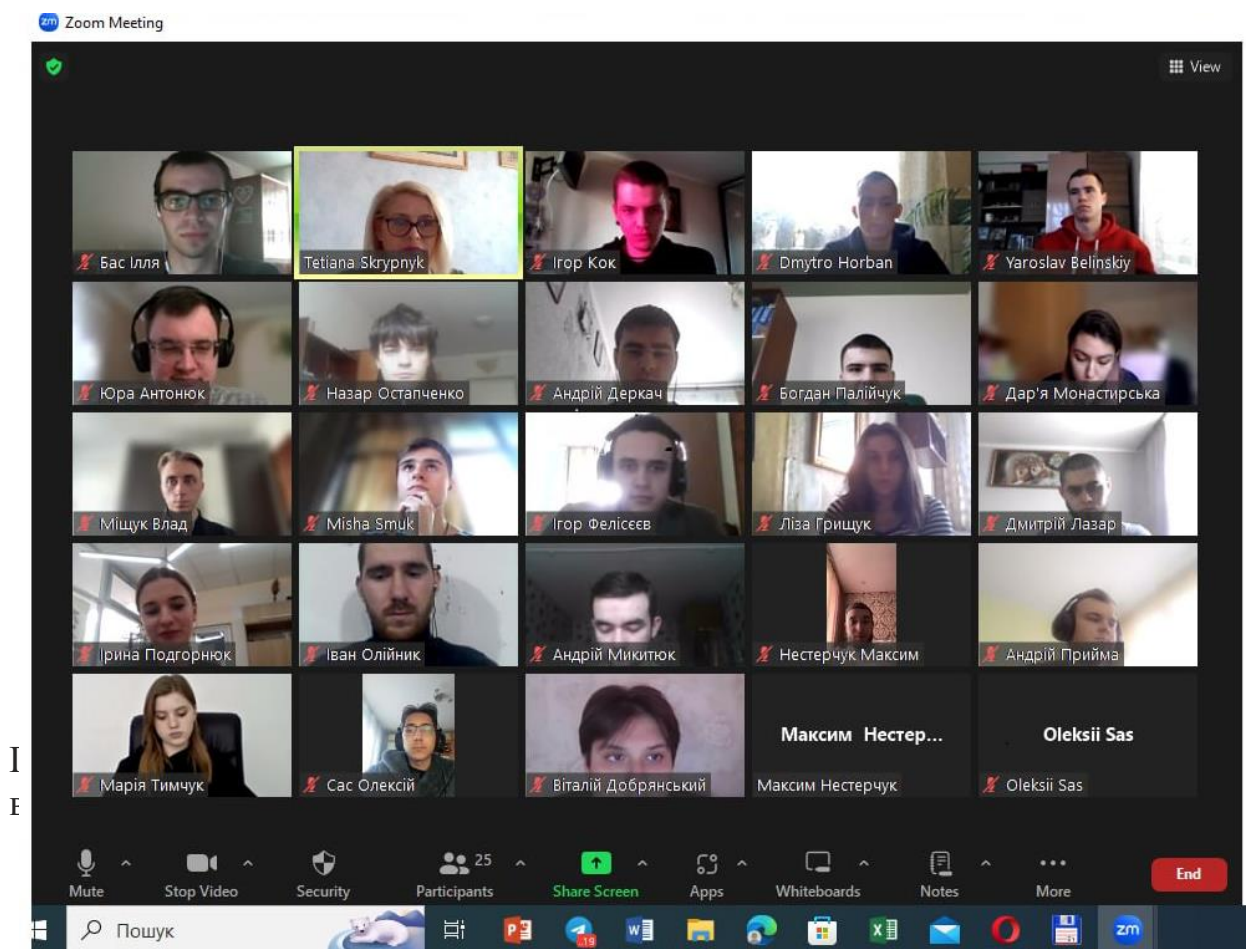 zm Zoom Meeting
View
Бас Ілля
Tetiana Skrypnyk
Ігор Кок
Dmytro Horban
Yaroslav Belinskiy
Юра Антонюк
Назар Остапченко
Андрій Деркач
Богдан Палійчук
Дар'я Монастирська
Міщук Влад
Misha Smuk
Ігор Фелісєєв
Ліза Грищук
Дмитрій Лазар
Ірина Подгорнюк
Іван Олійник
Андрій Микитюк
Нестерчук Максим
Андрій Прийма
Марія Тимчук
Сас Олексій
Віталій Добрянський
Максим Нестер...
Максим Нестерчук
Oleksii Sas
Oleksii Sas
Mute
Stop Video
Security
25
Participants
Share Screen
Apps
Whiteboards
Notes
More
End
Пошук
P
19
W
X
zm